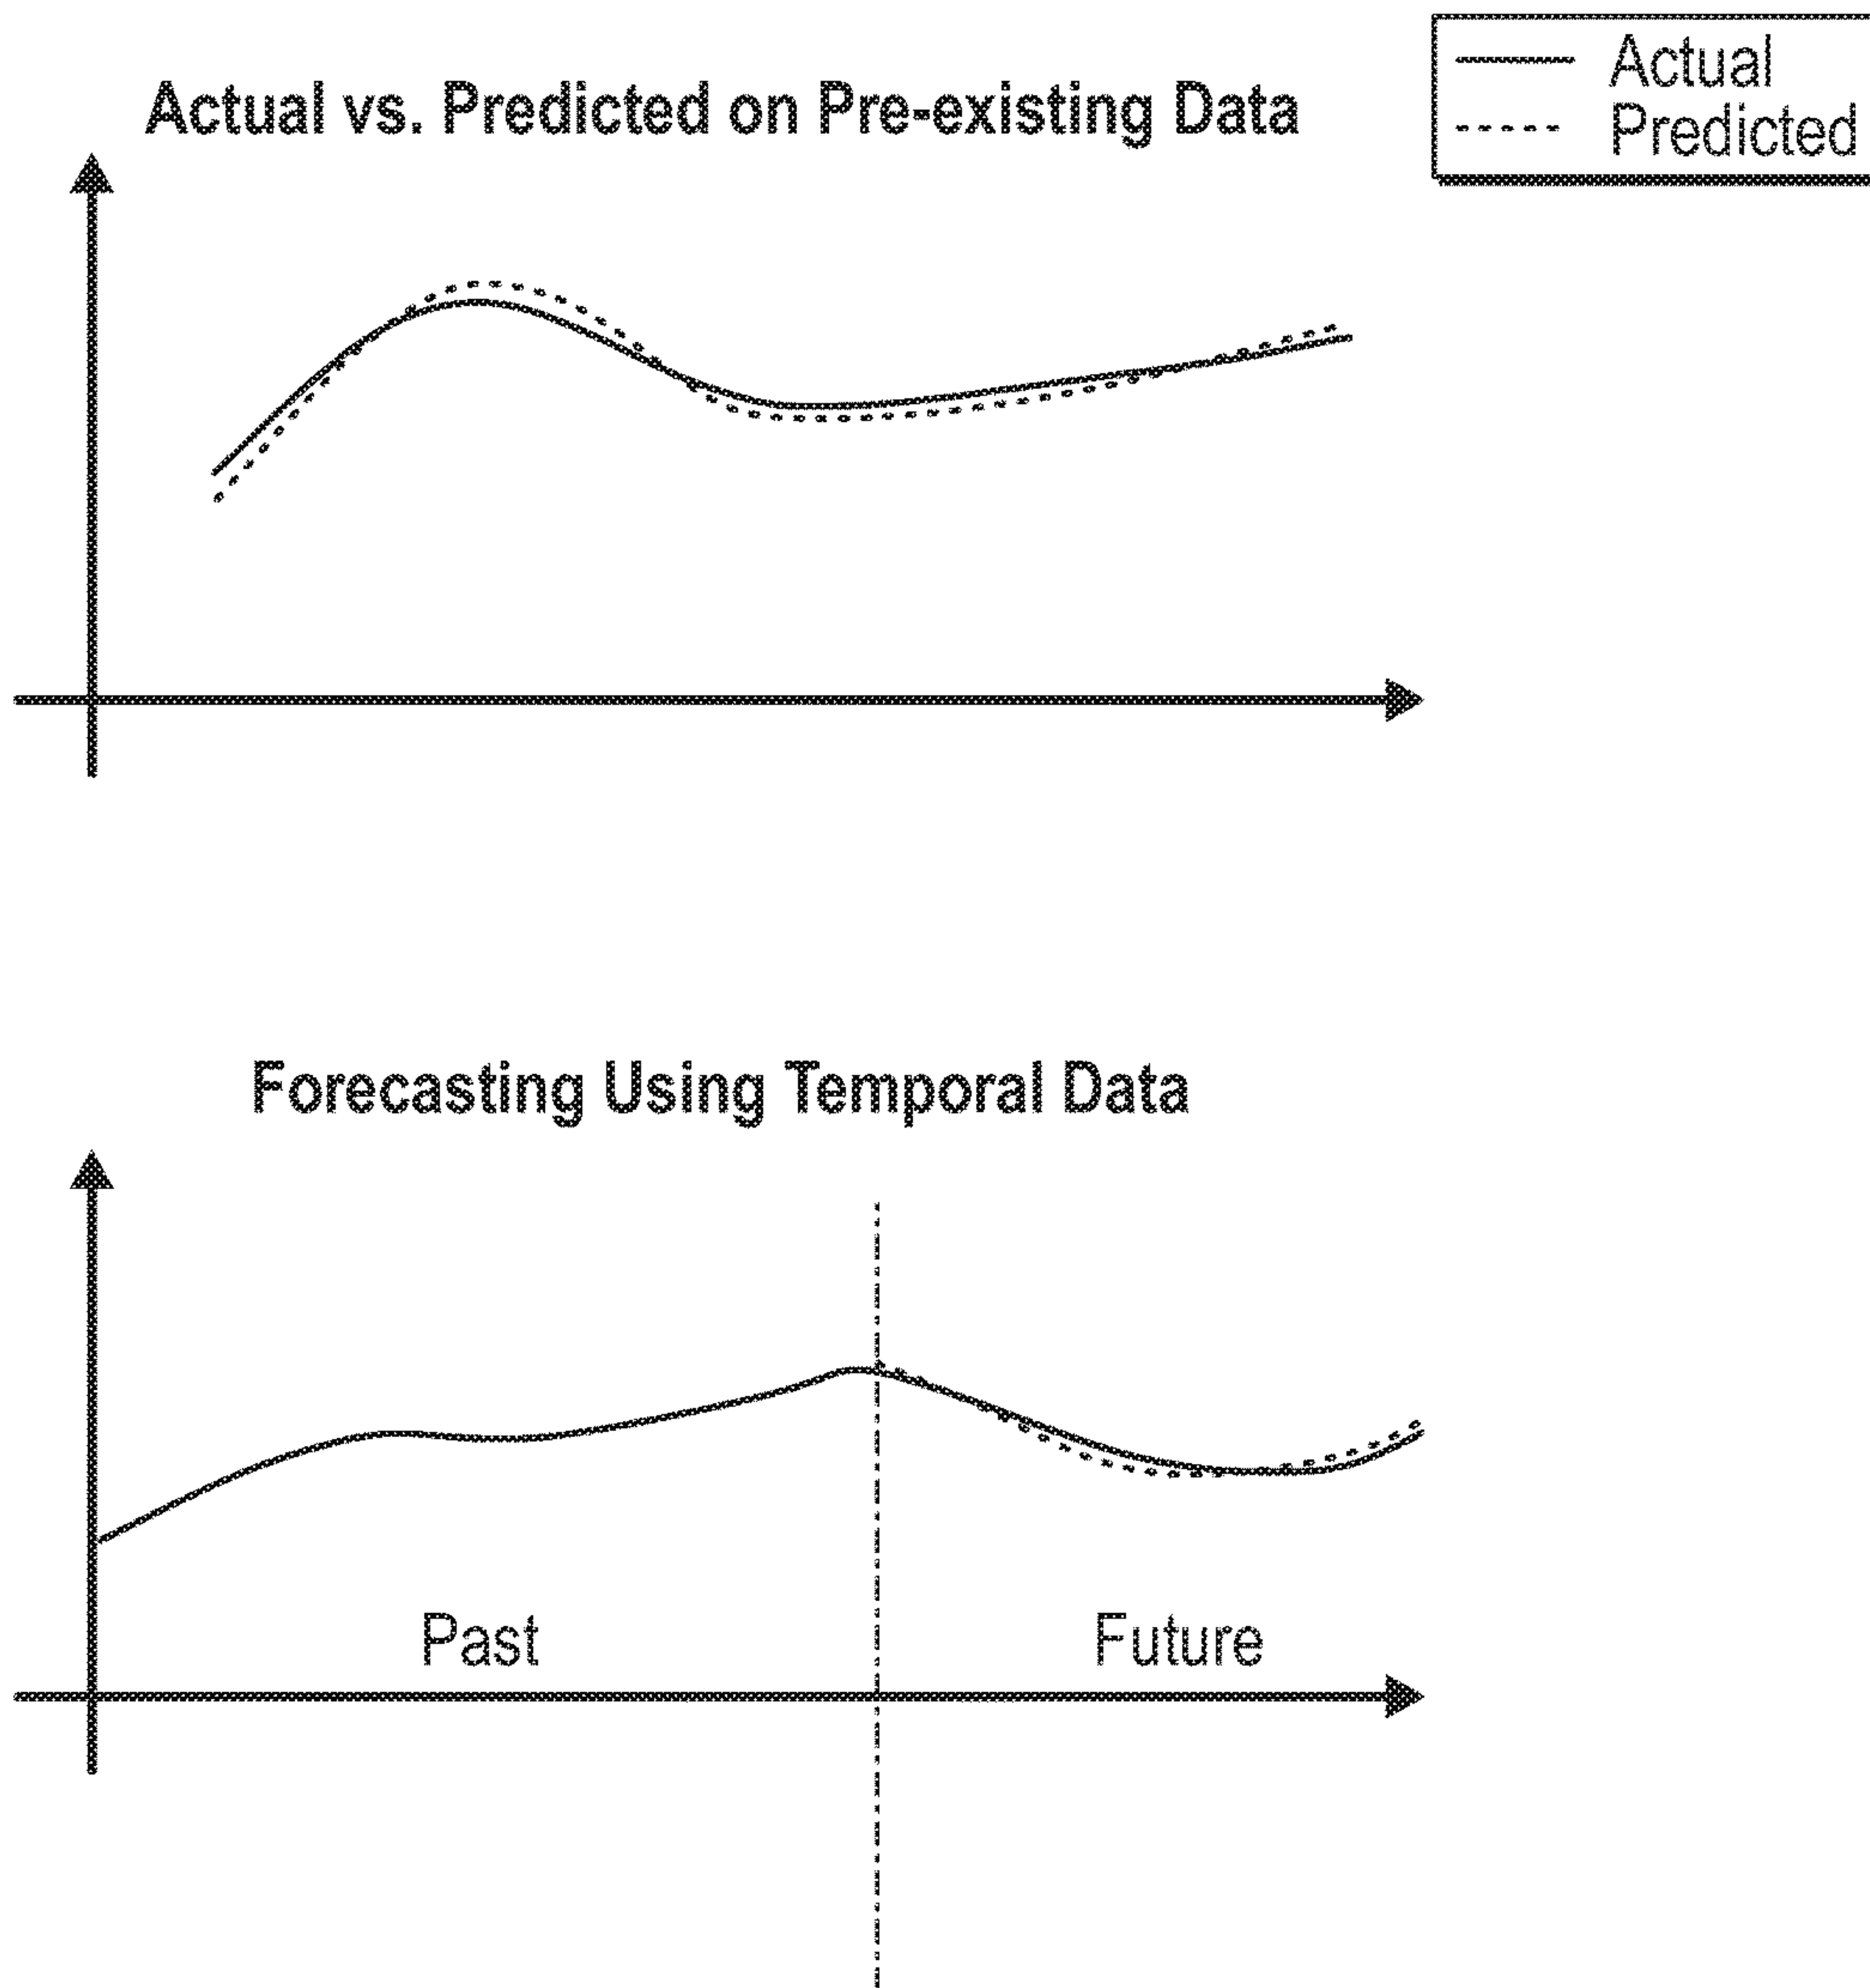 Actual vs. Predicted on Pre-existing Data
Actual
Predicted
Forecasting Using Temporal Data
Past
Future